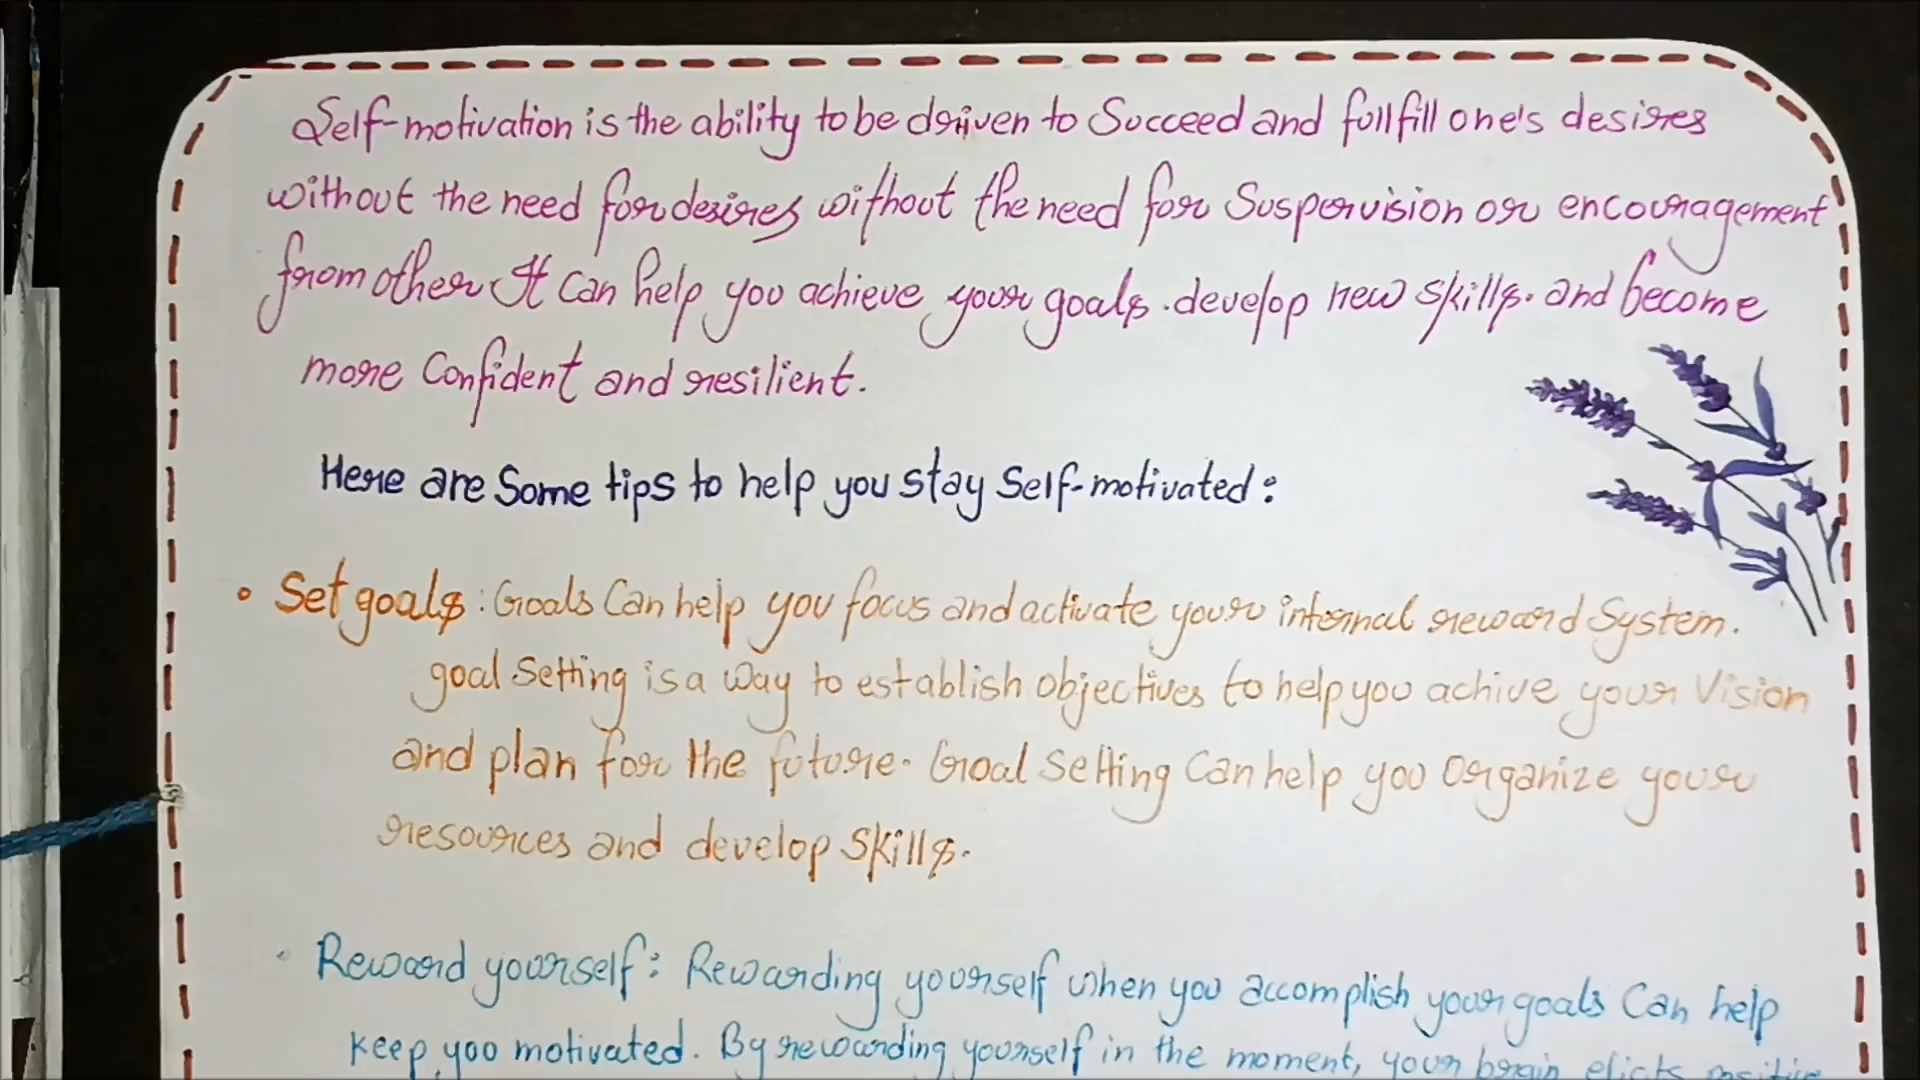 Self-motivation is the ability to be driven to Succeed and fullfill one's desires
without the need for desires without the need for Suspervision or encouragement
from other It can help you achieve your goals. develop new skills. and become
more Confident and resilient.
Here are Some tips to help you stay Self-motivated:
• Set goals: Goals Can help you focus and activate your internal reward System.
goal Setting is a way to establish objectives to help you achive your Vision
and plan for the future. Goal Setting Can help you Organize your
resources and develop Skills.
• Reward yourself: Rewarding yourself when you accomplish your goals Can help
keep you motivated. By rewarding yourself in the moment, your brain elicits positive